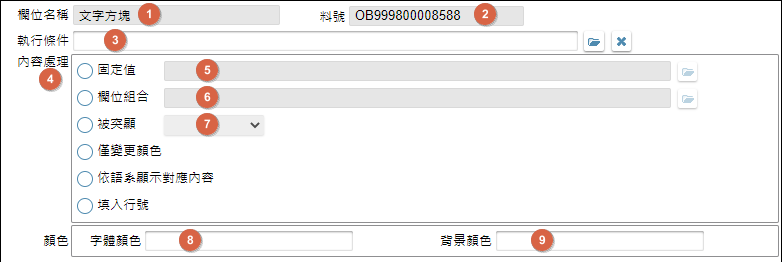 欄位名稱 文字方塊 1 料號 OB999800008588 2
執行條件 3
內容處理 4 固定值 5
欄位組合 6
被突顯 7
僅變更顏色
依語系顯示對應內容
填入行號
顏色 字體顏色 8 背景顏色 9